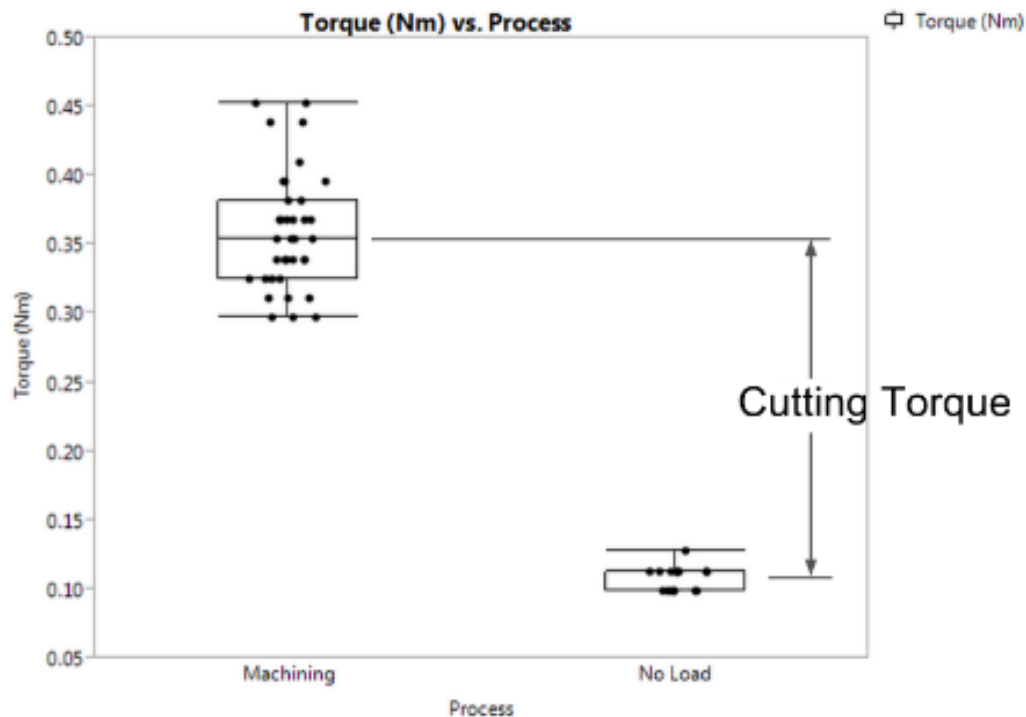 Torque (Nm) vs. Process
Torque (Nm)
0.50
0.45
0.40
0.35
0.30
0.25
0.20
0.15
0.10
0.05
Torque (Nm)
Cutting Torque
Machining
No Load
Process